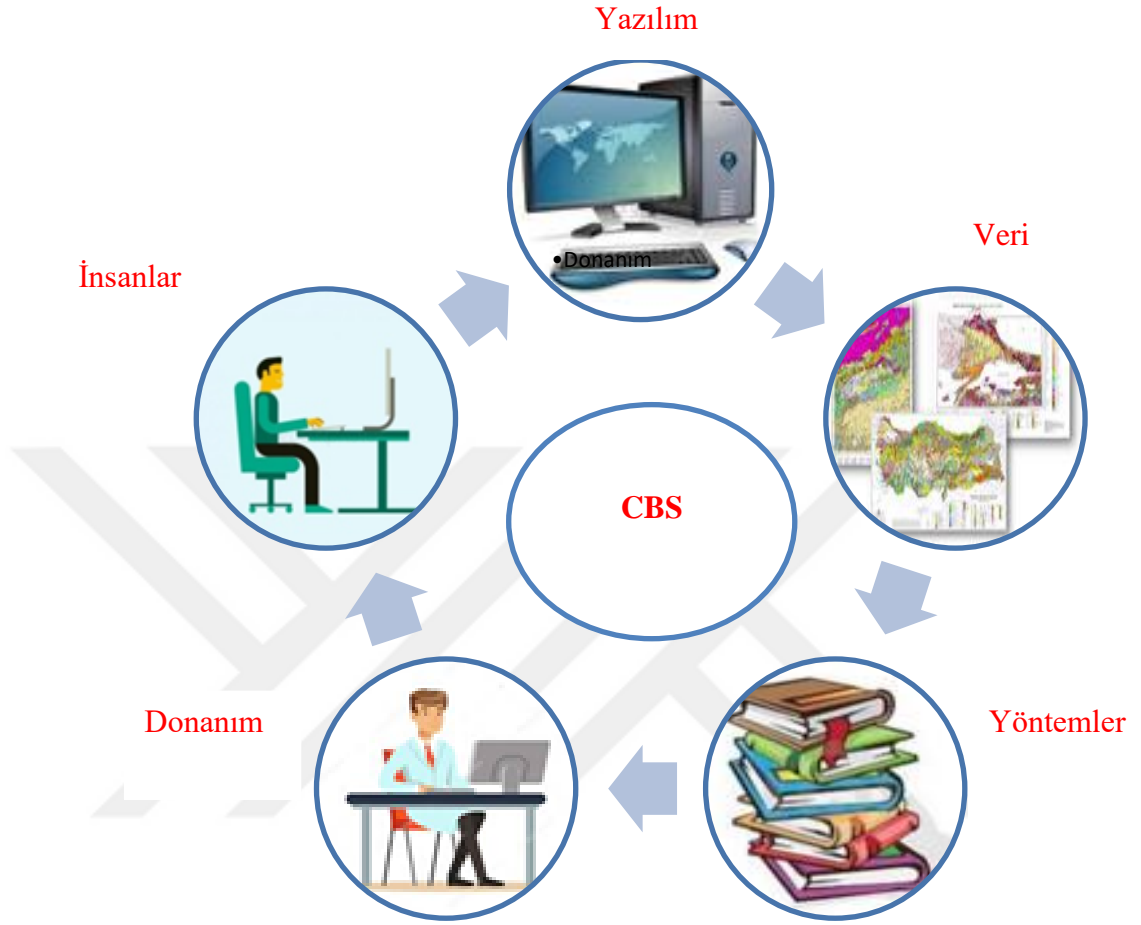 Yazılım
Veri
İnsanlar
•Donanım
CBS
Donanım
Yöntemler